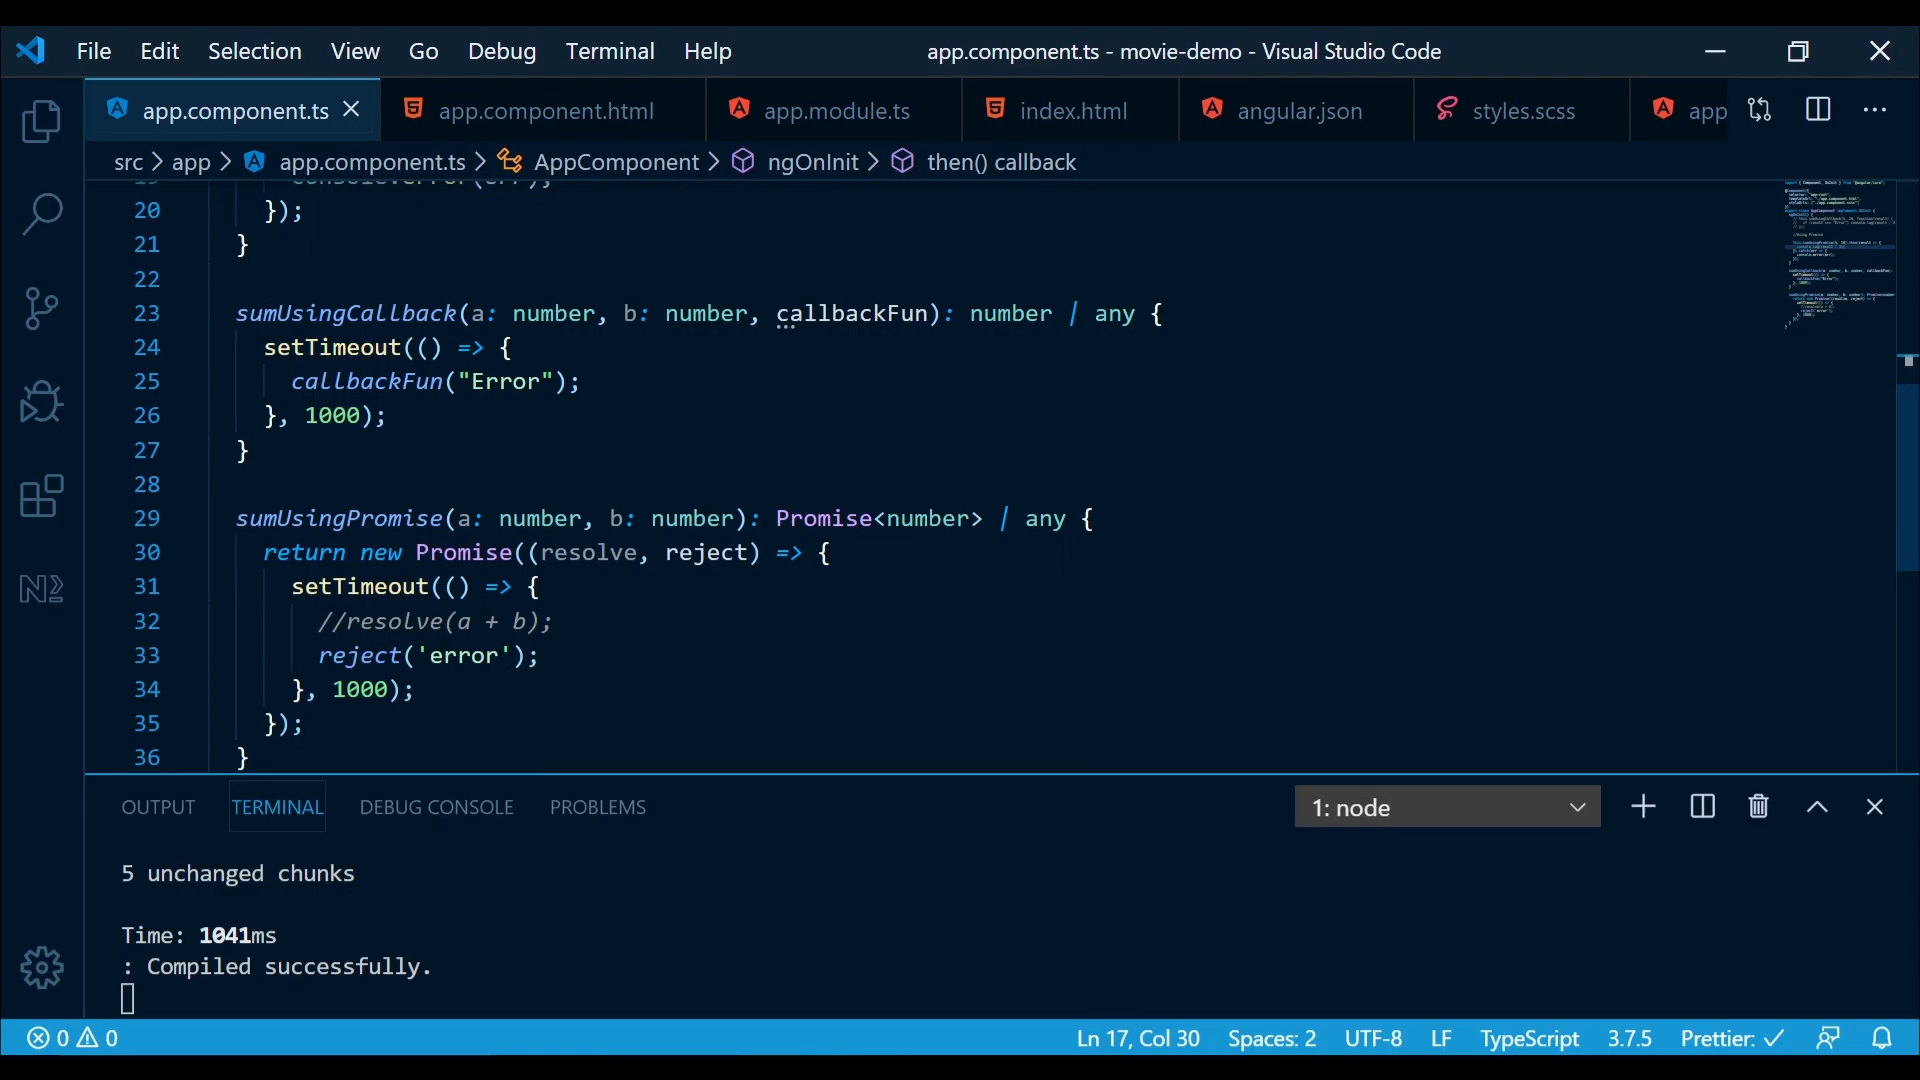 File Edit Selection View Go Debug Terminal Help app.component.ts - movie-demo - Visual Studio Code
app.component.ts app.component.html app.module.ts index.html angular.json styles.scss app
src > app > app.component.ts > AppComponent > ngOnInit > then() callback
20 });
21 }
22
23 sumUsingCallback(a: number, b: number, callbackFun): number | any {
24 setTimeout(() => {
25 callbackFun("Error");
26 }, 1000);
27 }
28
29 sumUsingPromise(a: number, b: number): Promise<number> | any {
30 return new Promise((resolve, reject) => {
31 setTimeout(() => {
32 //resolve(a + b);
33 reject('error');
34 }, 1000);
35 });
36 }
OUTPUT TERMINAL DEBUG CONSOLE PROBLEMS 1: node
5 unchanged chunks
Time: 1041ms
: Compiled successfully.
0 0 Ln 17, Col 30 Spaces: 2 UTF-8 LF TypeScript 3.7.5 Prettier: ✓